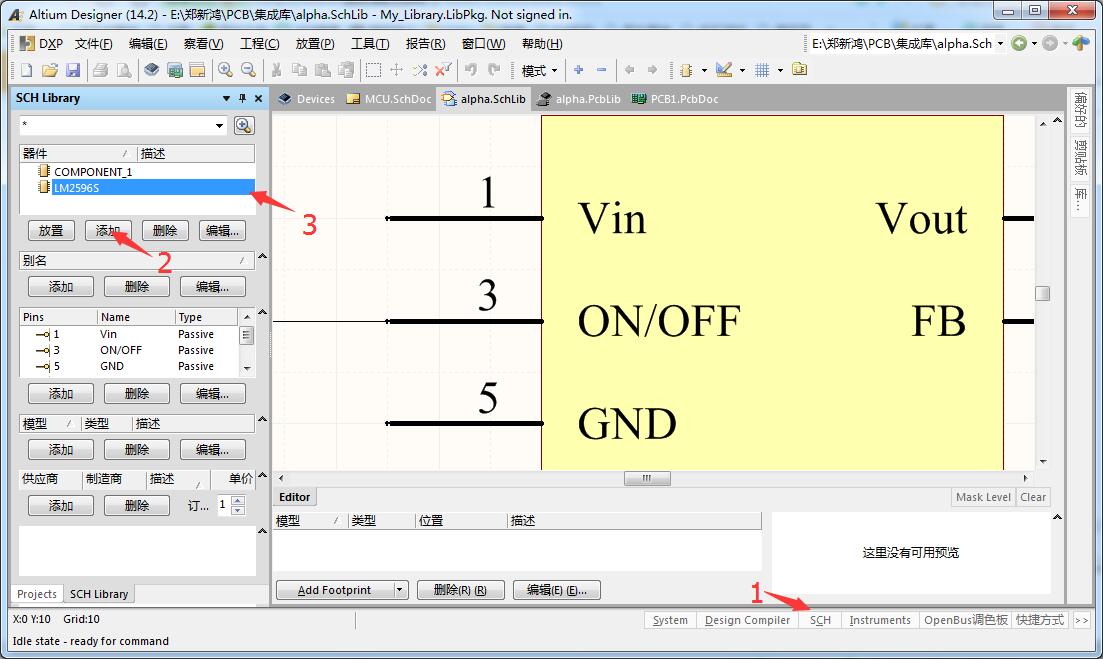 Altium Designer (14.2) - E:\郑新鸿\PCB\集成库\alpha.SchLib - My_Library.LibPkg. Not signed in.
DXP 文件(F) 编辑(E) 察看(V) 工程(C) 放置(P) 工具(T) 报告(R) 窗口(W) 帮助(H) E:\郑新鸿\PCB\集成库\alpha.Sch
模式
SCH Library Devices MCU.SchDoc alpha.SchLib alpha.PcbLib PCB1.PcbDoc
偏好的
剪贴板
库...
*
器件 / 描述
COMPONENT_1
LM2596S
3
放置 添加 删除 编辑...
2
别名 /
添加 删除 编辑...
Pins Name Type
1 Vin Passive
3 ON/OFF Passive
5 GND Passive
添加 删除 编辑...
模型 / 类型 描述
添加 删除 编辑...
供应商 制造商 描述 / 单价
添加 删除 订... 1
Projects SCH Library
1 Vin Vout
3 ON/OFF FB
5 GND
Editor Mask Level Clear
模型 / 类型 位置 描述
这里没有可用预览
Add Footprint 删除(R) (R) 编辑(E) (E)...
1
X:0 Y:10 Grid:10 System Design Compiler SCH Instruments OpenBus调色板 快捷方式 >>
Idle state - ready for command